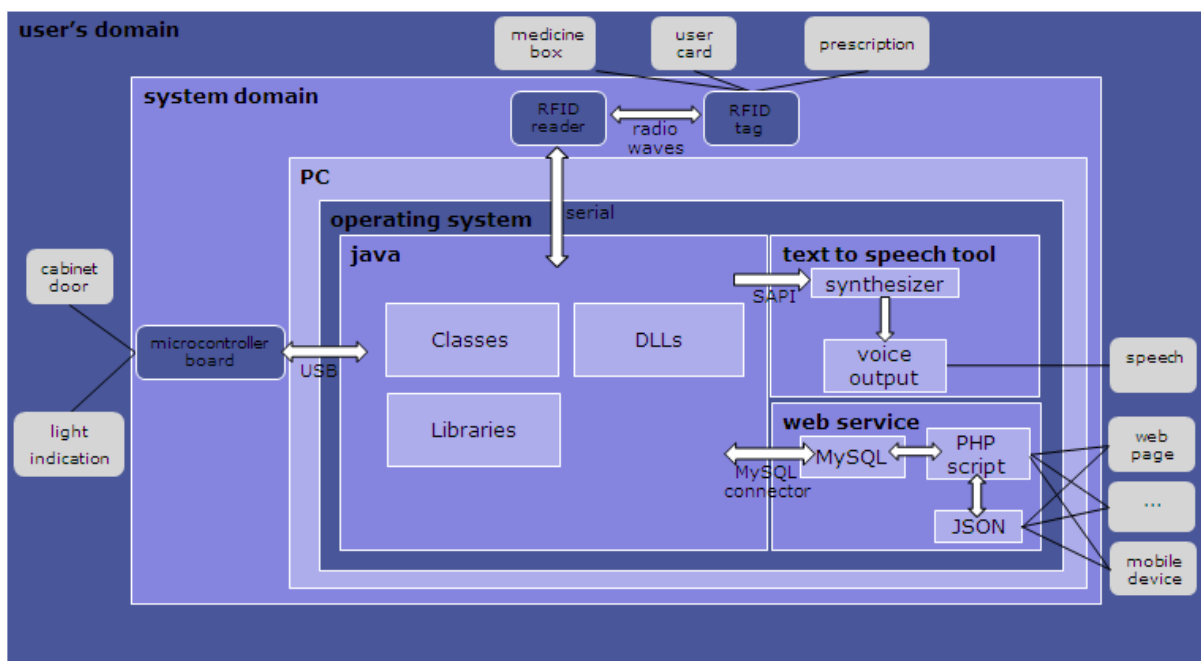 user's domain
medicine
box
user
card
prescription
system domain
RFID
reader
radio
waves
RFID
tag
PC
operating system
serial
java
text to speech tool
cabinet
door
SAPI
synthesizer
Classes
DLLs
microcontroller
board
USB
voice
output
speech
Libraries
web service
light
indication
MySQL
connector
MySQL
PHP
script
web
page
...
JSON
mobile
device